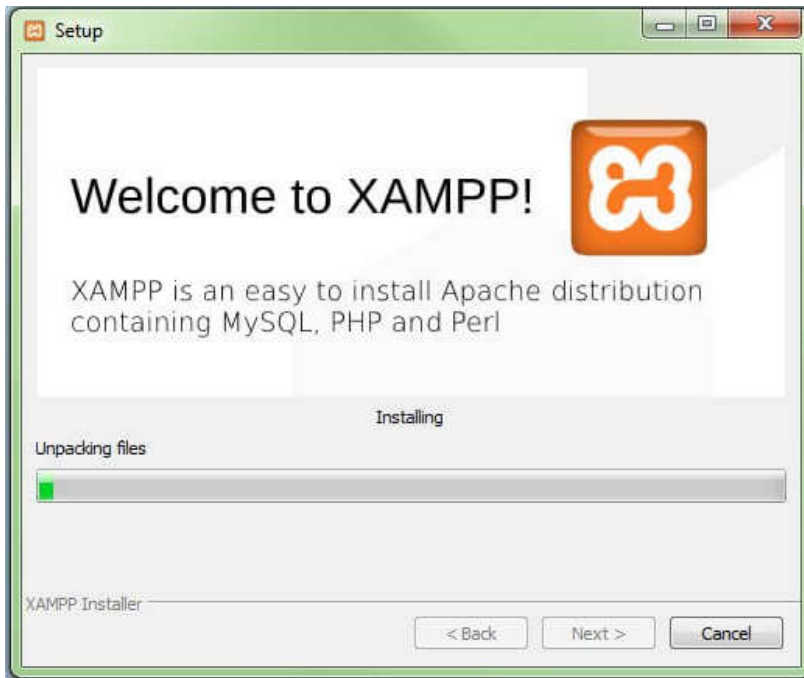 Setup
Welcome to XAMPP!
XAMPP is an easy to install Apache distribution
containing MySQL, PHP and Perl
Installing
Unpacking files
XAMPP Installer
< Back
Next >
Cancel